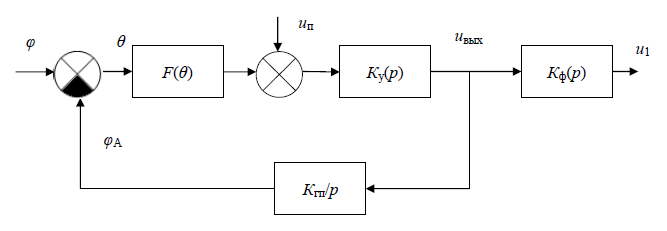 uп
φ
θ
F(θ)
Kу(p)
uвых
Kф(p)
u1
φA
Kгп/p